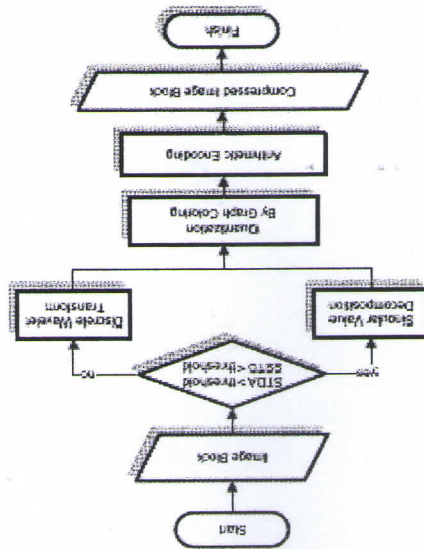 Start
Image Block
STDA>threshold
SSTD<threshold
yes
no
Singular Value
Decomposition
Discrete Wavelet
Transform
Quantization
By Graph Coloring
Arithmetic Encoding
Compressed Image Block
Finish